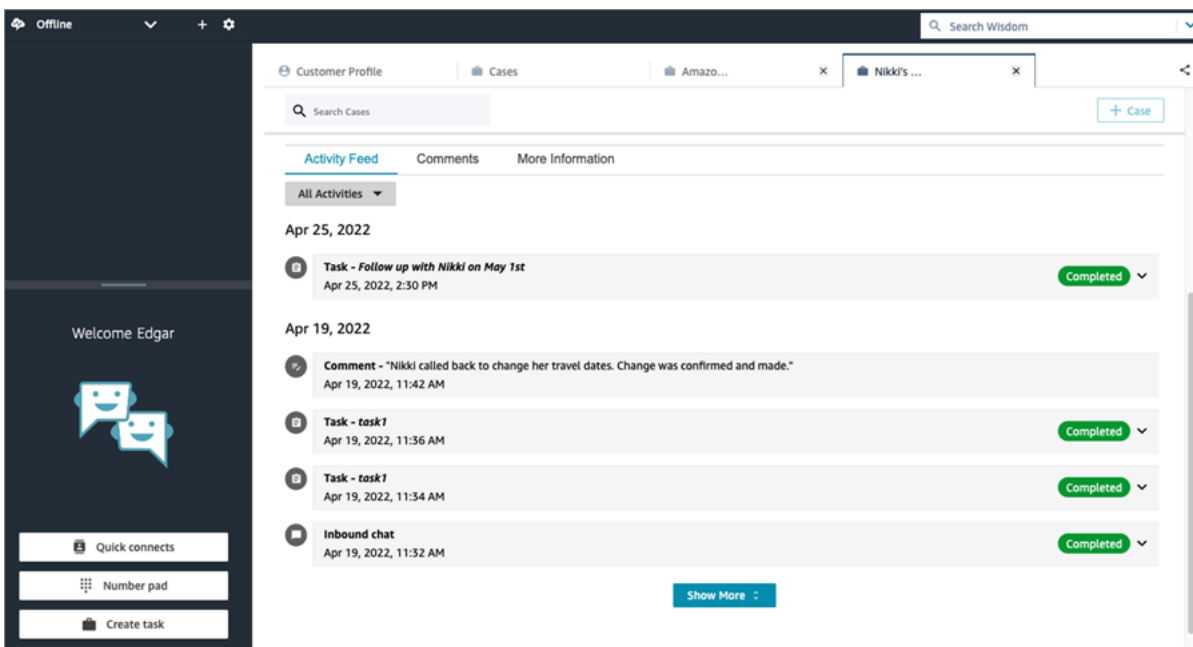 Offline
Search Wisdom
Customer Profile
Cases
Amazo...
Nikki's ...
Search Cases
+ Case
Activity Feed
Comments
More Information
All Activities
Apr 25, 2022
Task - Follow up with Nikki on May 1st
Apr 25, 2022, 2:30 PM
Completed
Apr 19, 2022
Comment - "Nikki called back to change her travel dates. Change was confirmed and made."
Apr 19, 2022, 11:42 AM
Task - task1
Apr 19, 2022, 11:36 AM
Completed
Task - task1
Apr 19, 2022, 11:34 AM
Completed
Inbound chat
Apr 19, 2022, 11:32 AM
Completed
Show More
Welcome Edgar
Quick connects
Number pad
Create task